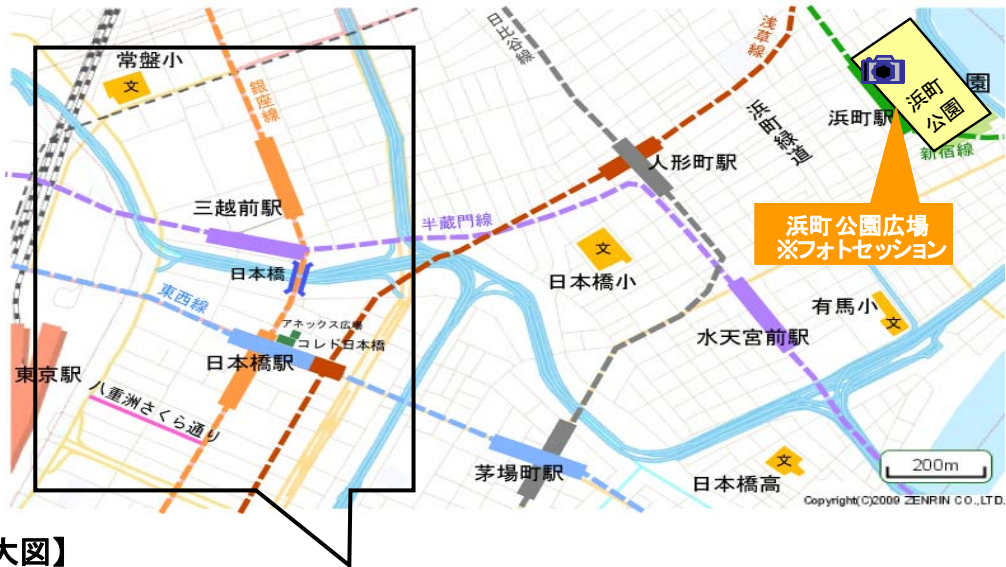 常盤小
文
銀座線
日比谷線
浅草線
浜町緑道
浜町駅
浜町
公園
園
新宿線
人形町駅
三越前駅
半蔵門線
浜町公園広場
※フォトセッション
日本橋
東西線
文
日本橋小
アネックス広場
コレド日本橋
日本橋駅
有馬小
文
水天宮前駅
東京駅
八重洲さくら通り
茅場町駅
文
日本橋高
200m
Copyright(C)2009 ZENRIN CO.,LTD.
大図】